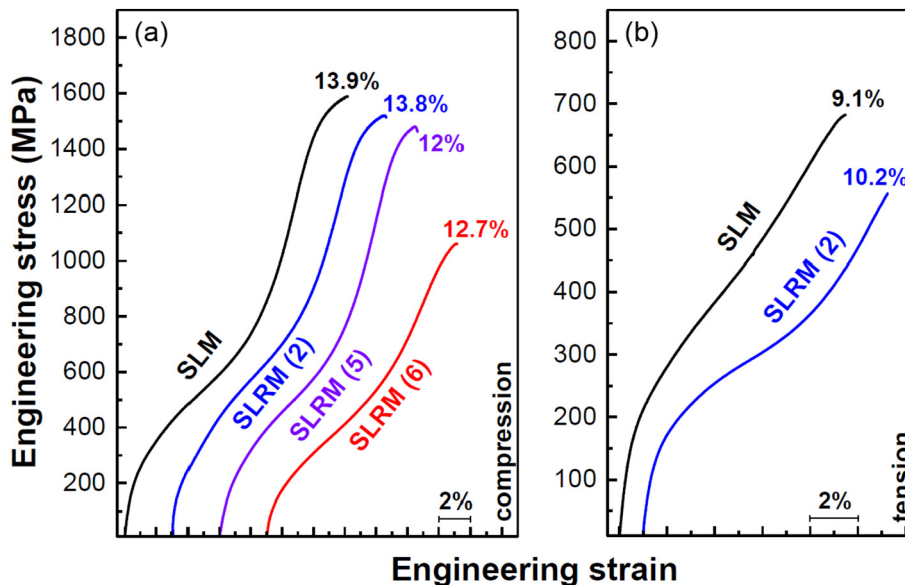 Engineering stress (MPa)
(a)
1800
1600
1400
1200
1000
800
600
400
200
13.9%
13.8%
12%
12.7%
SLM
SLRM (2)
SLRM (5)
SLRM (6)
2%
compression
(b)
800
700
600
500
400
300
200
100
9.1%
10.2%
SLM
SLRM (2)
2%
tension
Engineering strain